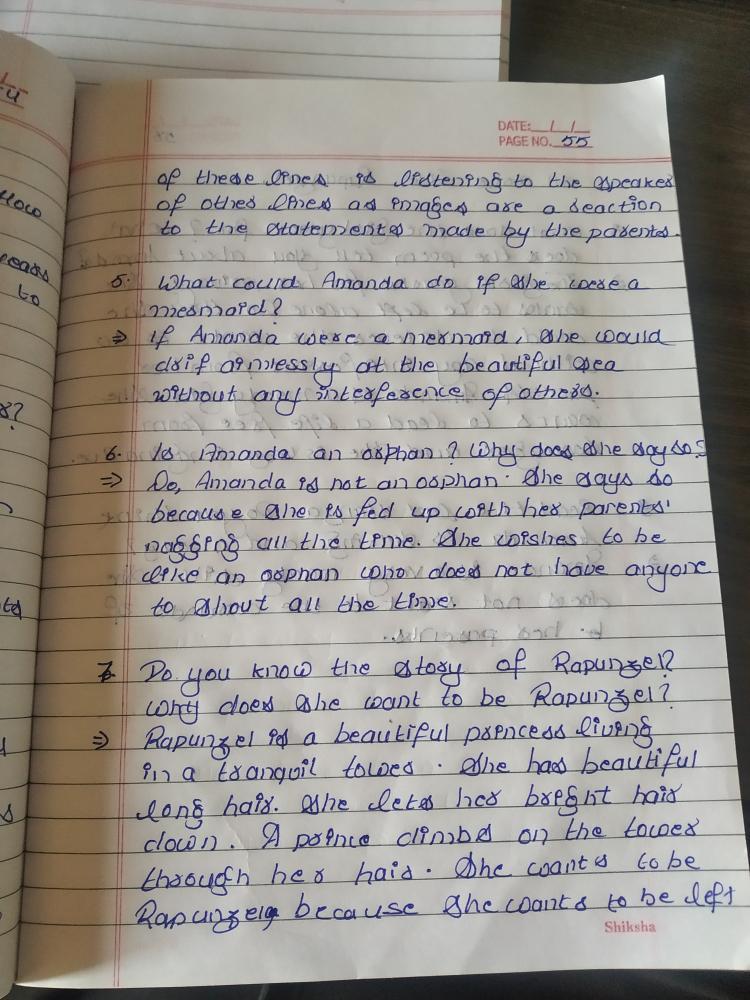 DATE: / /
PAGE NO. 55
of these lines is listening to the speaker
of other lines as images are a reaction
to the statements made by the parents.
5. What could Amanda do if she were a
mermaid?
⇒ if Amanda were a mermaid, she would
drif aimlessly at the beautiful sea
without any interference of others.
6. Is Amanda an orphan? Why does she say so?
⇒ Do, Amanda is not an orphan. She says so
because she is fed up with her parents'
nagging all the time. She wishes to be
like an orphan who does not have anyone
to shout all the time.
7. Do you know the story of Rapunzel?
Why does she want to be Rapunzel?
⇒ Rapunzel is a beautiful princess living
in a tranquil tower. She has beautiful
long hair. She lets her bright hair
down. A prince climbs on the tower
through her hair. She wants to be
Rapunzel because she wants to be left
Shiksha
How
to